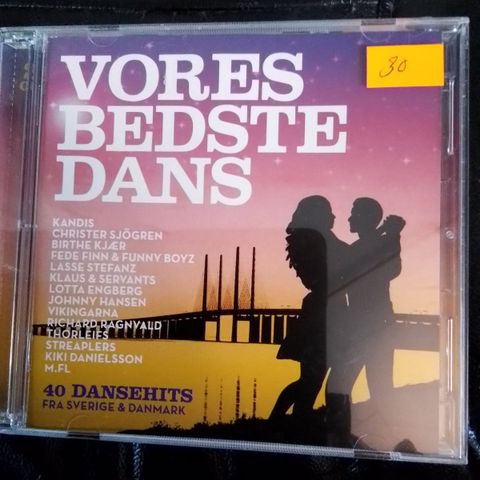 VORES
BEDSTE
DANS
30
KANDIS
CHRISTER SJÖGREN
BIRTHE KJÆR
FEDE FINN & FUNNY BOYZ
LASSE STEFANZ
KLAUS & SERVANTS
LOTTA ENGBERG
JOHNNY HANSEN
VIKINGARNA
RICHARD RAGNVALD
THORLEIFS
STREAPLERS
KIKI DANIELSSON
M.FL
40 DANSEHITS
FRA SVERIGE & DANMARK